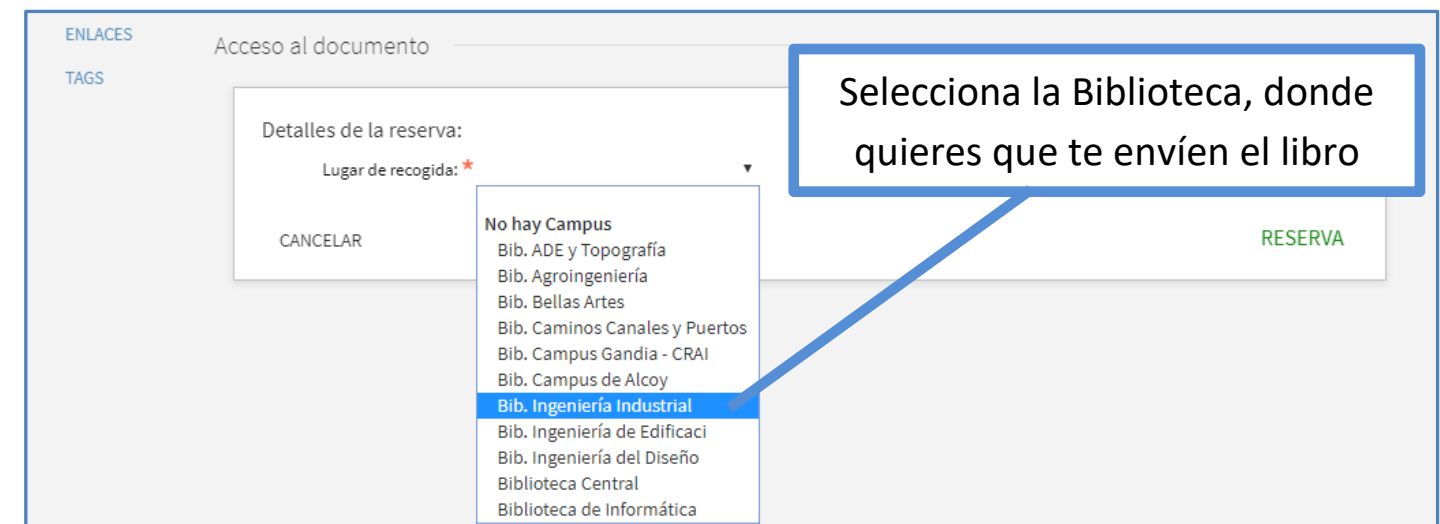 ENLACES
TAGS
Acceso al documento
Selecciona la Biblioteca, donde
quieres que te envíen el libro
Detalles de la reserva:
Lugar de recogida: *
No hay Campus
Bib. ADE y Topografía
Bib. Agroingeniería
Bib. Bellas Artes
Bib. Caminos Canales y Puertos
Bib. Campus Gandia - CRAI
Bib. Campus de Alcoy
Bib. Ingeniería Industrial
Bib. Ingeniería de Edificaci
Bib. Ingeniería del Diseño
Biblioteca Central
Biblioteca de Informática
CANCELAR
RESERVA